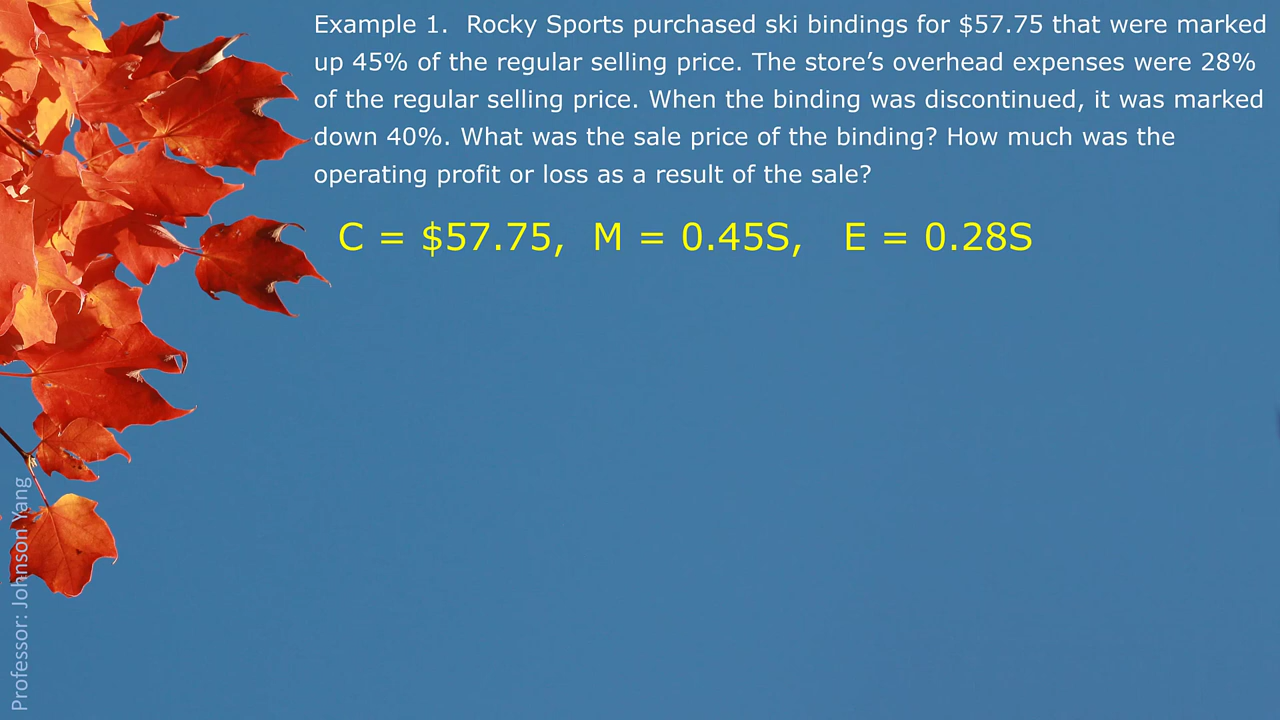 Example 1.  Rocky Sports purchased ski bindings for $57.75 that were marked
up 45% of the regular selling price. The store’s overhead expenses were 28%
of the regular selling price. When the binding was discontinued, it was marked
down 40%. What was the sale price of the binding? How much was the
operating profit or loss as a result of the sale?
C = $57.75,  M = 0.45S,   E = 0.28S
Professor: Johnson Yang